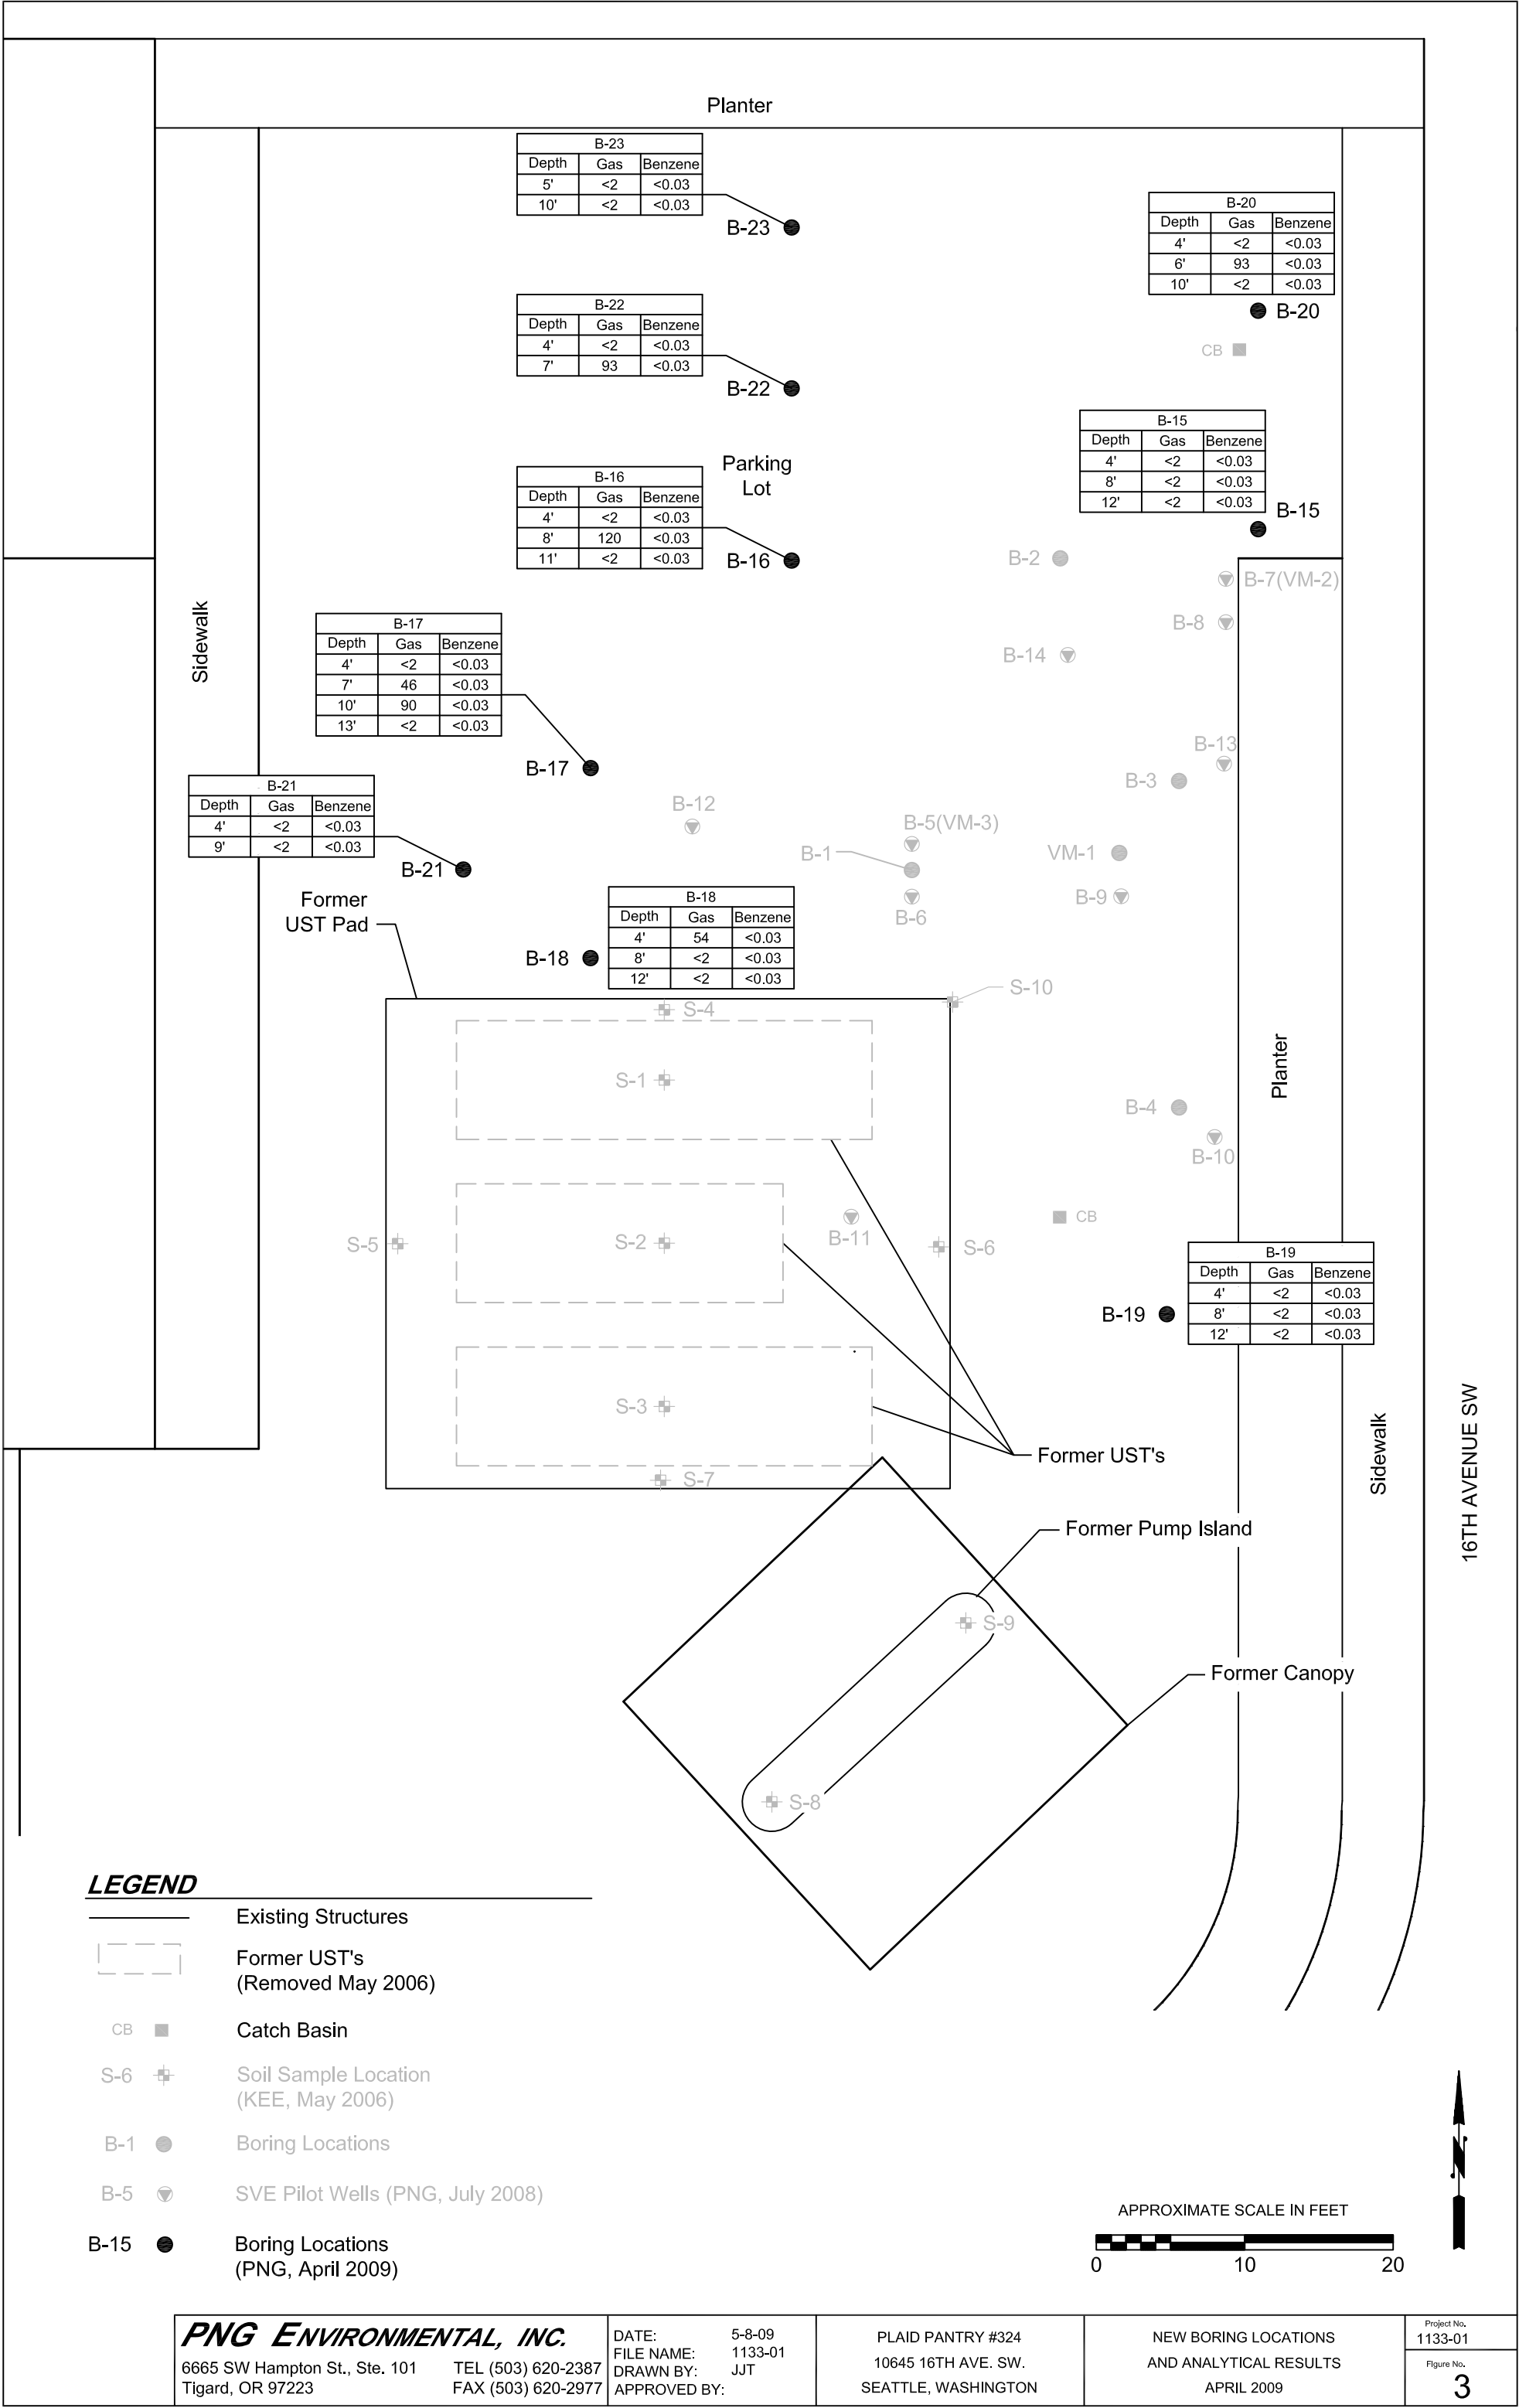 Planter
B-23
Depth Gas Benzene
5' <2 <0.03
10' <2 <0.03
B-23
B-20
Depth Gas Benzene
4' <2 <0.03
6' 93 <0.03
10' <2 <0.03
B-20
CB
B-22
Depth Gas Benzene
4' <2 <0.03
7' 93 <0.03
B-22
B-15
Depth Gas Benzene
4' <2 <0.03
8' <2 <0.03
12' <2 <0.03
B-15
Parking
Lot
B-16
Depth Gas Benzene
4' <2 <0.03
8' 120 <0.03
11' <2 <0.03
B-16
B-2
B-7(VM-2)
B-8
B-14
Sidewalk
B-17
Depth Gas Benzene
4' <2 <0.03
7' 46 <0.03
10' 90 <0.03
13' <2 <0.03
B-17
B-13
B-3
B-21
Depth Gas Benzene
4' <2 <0.03
9' <2 <0.03
B-21
B-12
B-5(VM-3)
B-1
VM-1
B-9
B-6
Former
UST Pad
B-18
Depth Gas Benzene
4' 54 <0.03
8' <2 <0.03
12' <2 <0.03
B-18
S-10
S-4
S-1
Planter
B-4
B-10
CB
B-11
S-5
S-2
S-6
B-19
Depth Gas Benzene
4' <2 <0.03
8' <2 <0.03
12' <2 <0.03
B-19
S-3
S-7
Former UST's
Sidewalk
16TH AVENUE SW
Former Pump Island
S-9
Former Canopy
S-8
LEGEND
Existing Structures
Former UST's
(Removed May 2006)
CB Catch Basin
S-6 Soil Sample Location
(KEE, May 2006)
B-1 Boring Locations
B-5 SVE Pilot Wells (PNG, July 2008)
B-15 Boring Locations
(PNG, April 2009)
N
APPROXIMATE SCALE IN FEET
0 10 20
PNG ENVIRONMENTAL, INC.
6665 SW Hampton St., Ste. 101 TEL (503) 620-2387
Tigard, OR 97223 FAX (503) 620-2977
DATE: 5-8-09
FILE NAME: 1133-01
DRAWN BY: JJT
APPROVED BY:
PLAID PANTRY #324
10645 16TH AVE. SW.
SEATTLE, WASHINGTON
NEW BORING LOCATIONS
AND ANALYTICAL RESULTS
APRIL 2009
Project No.
1133-01
Figure No.
3